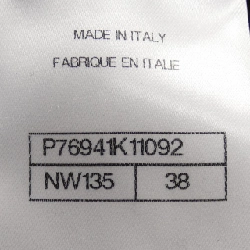 MADE IN ITALY
FABRIQUE EN ITALIE
P76941K11092
NW135 38